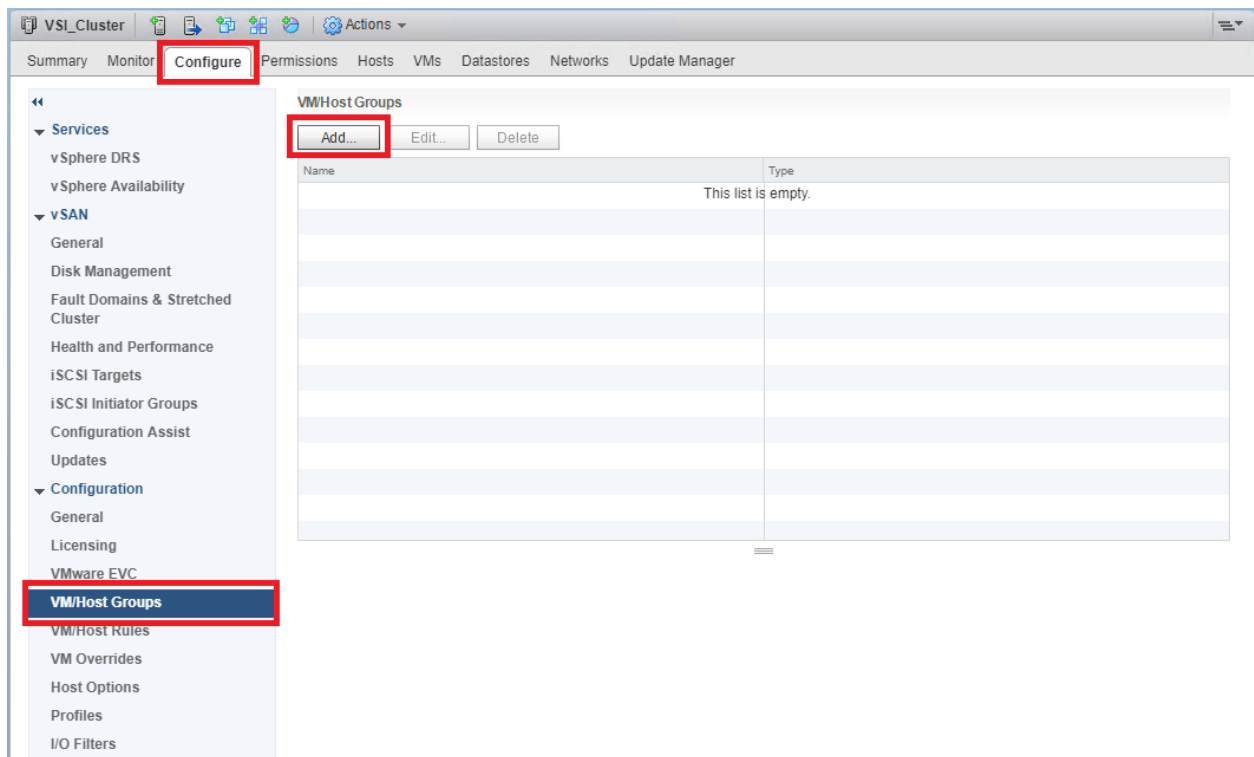 VSI_Cluster Actions
Summary Monitor Configure Permissions Hosts VMs Datastores Networks Update Manager
Services
vSphere DRS
vSphere Availability
vSAN
General
Disk Management
Fault Domains & Stretched
Cluster
Health and Performance
iSCSI Targets
iSCSI Initiator Groups
Configuration Assist
Updates
Configuration
General
Licensing
VMware EVC
VM/Host Groups
VM/Host Rules
VM Overrides
Host Options
Profiles
I/O Filters
VM/Host Groups
Add... Edit... Delete
Name Type
This list is empty.